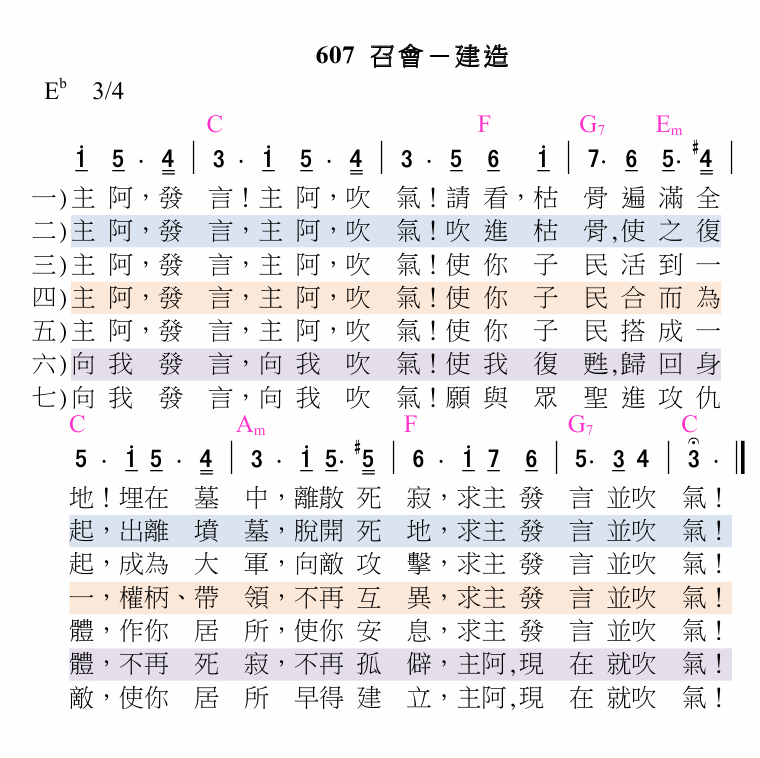 607 召會－建造
E♭ 3/4
C F G7 Em
1̇ 5 · 4 | 3 · 1̇ 5 · 4 | 3 · 5 6 1̇ | 7· 6 5· #4 |
一)主 阿，發 言！主 阿，吹 氣！請 看，枯 骨 遍 滿 全
二)主 阿，發 言，主 阿，吹 氣！吹 進 枯 骨,使 之 復
三)主 阿，發 言，主 阿，吹 氣！使 你 子 民 活 到 一
四)主 阿，發 言，主 阿，吹 氣！使 你 子 民 合 而 為
五)主 阿，發 言，主 阿，吹 氣！使 你 子 民 搭 成 一
六)向 我 發 言，向 我 吹 氣！使 我 復 甦,歸 回 身
七)向 我 發 言，向 我 吹 氣！願 與 眾 聖 進 攻 仇
C Am F G7 C
5 · 1̇ 5 · 4 | 3 · 1̇ 5· #5 | 6 · 1̇ 7 6 | 5· 3 4 | 3 · ‖
地！埋在 墓 中，離散 死 寂，求主 發 言 並吹 氣！
起，出離 墳 墓，脫開 死 地，求主 發 言 並吹 氣！
起，成為 大 軍，向敵 攻 擊，求主 發 言 並吹 氣！
一，權柄、帶 領，不再 互 異，求主 發 言 並吹 氣！
體，作你 居 所，使你 安 息，求主 發 言 並吹 氣！
體，不再 死 寂，不再 孤 僻，主阿,現 在 就吹 氣！
敵，使你 居 所 早得 建 立，主阿,現 在 就吹 氣！